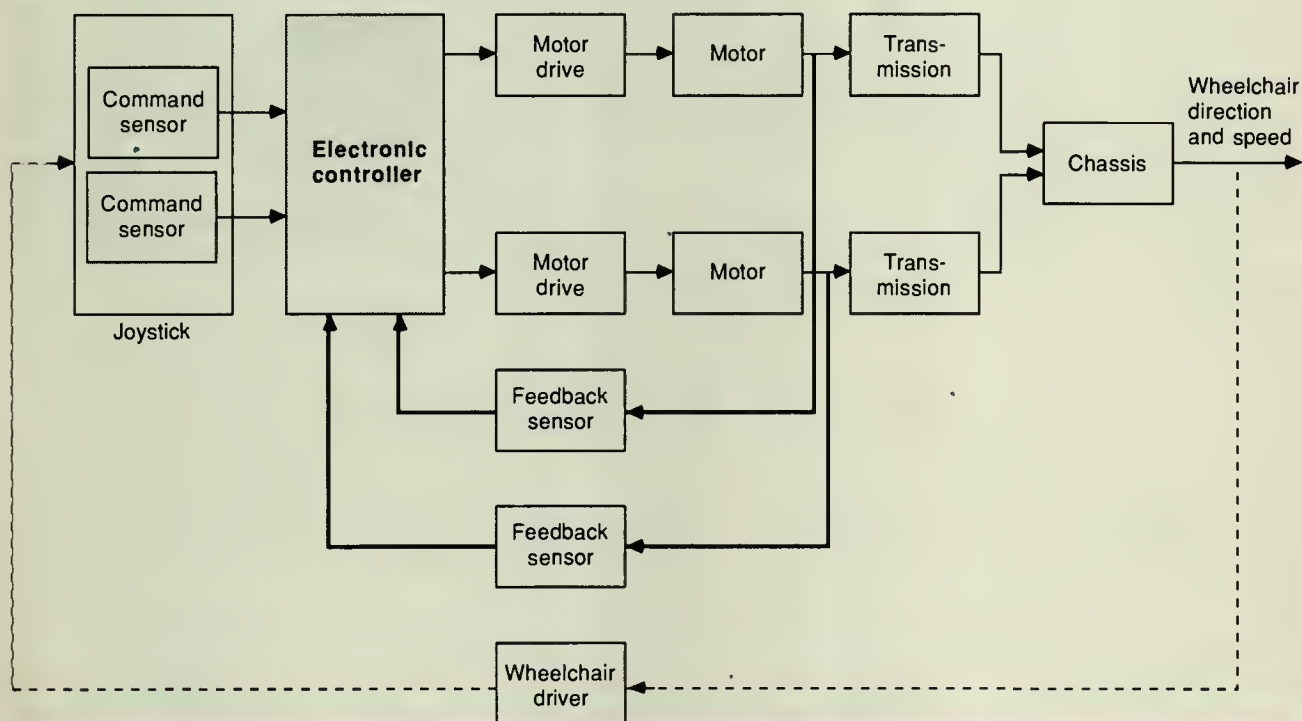 Command
sensor
Command
sensor
Joystick
Electronic
controller
Motor
drive
Motor
Trans-
mission
Motor
drive
Motor
Trans-
mission
Chassis
Wheelchair
direction
and speed
Feedback
sensor
Feedback
sensor
Wheelchair
driver